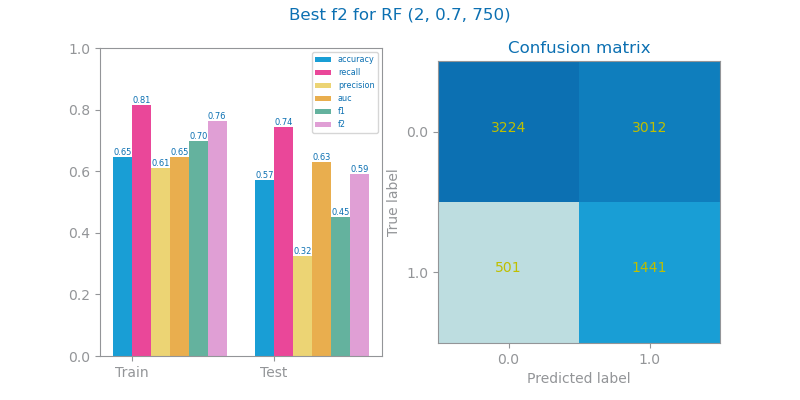 Best f2 for RF (2, 0.7, 750)
1.0
0.8
0.6
0.4
0.2
0.0
accuracy
recall
precision
auc
f1
f2
0.65
0.81
0.61
0.65
0.70
0.76
0.57
0.74
0.32
0.63
0.45
0.59
Train
Test
Confusion matrix
True label
0.0
1.0
3224
3012
501
1441
0.0
1.0
Predicted label